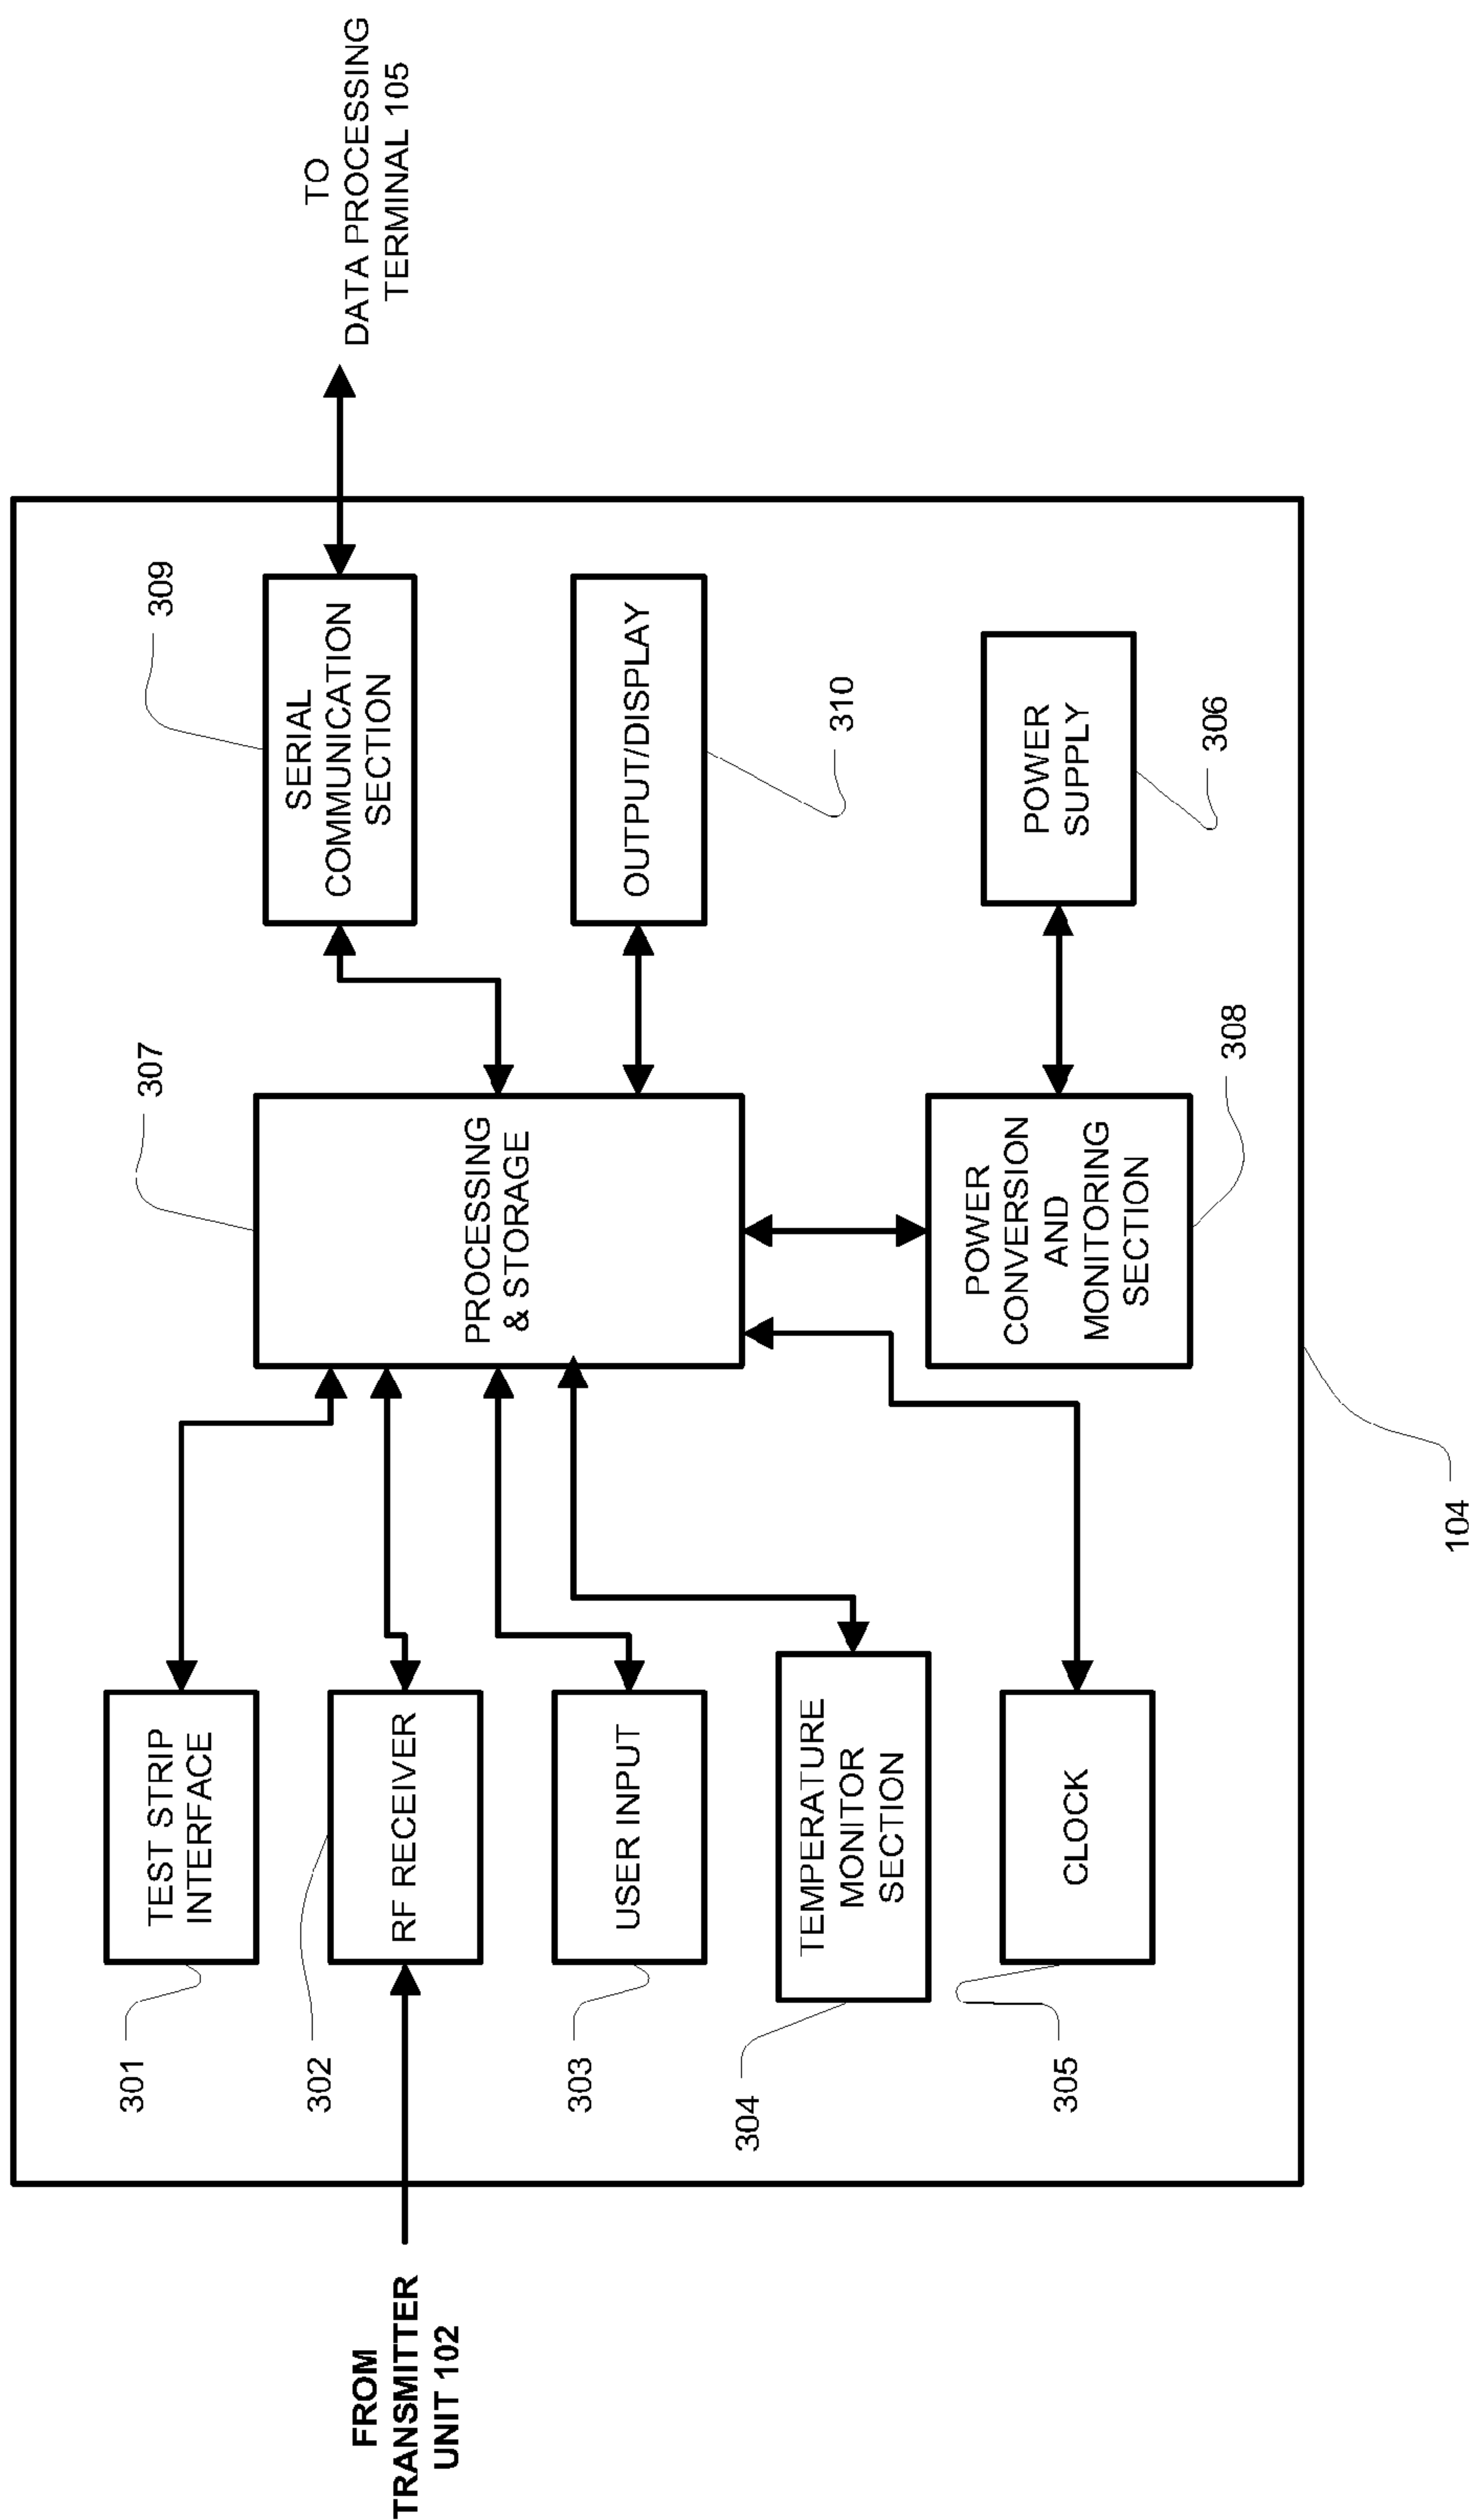 TO
DATA PROCESSING
TERMINAL 105
309
SERIAL
COMMUNICATION
SECTION
OUTPUT/DISPLAY
310
POWER
SUPPLY
306
307
PROCESSING
& STORAGE
POWER
CONVERSION
AND
MONITORING
SECTION
308
104
TEST STRIP
INTERFACE
301
RF RECEIVER
302
USER INPUT
303
TEMPERATURE
MONITOR
SECTION
304
CLOCK
305
FROM
TRANSMITTER
UNIT 102